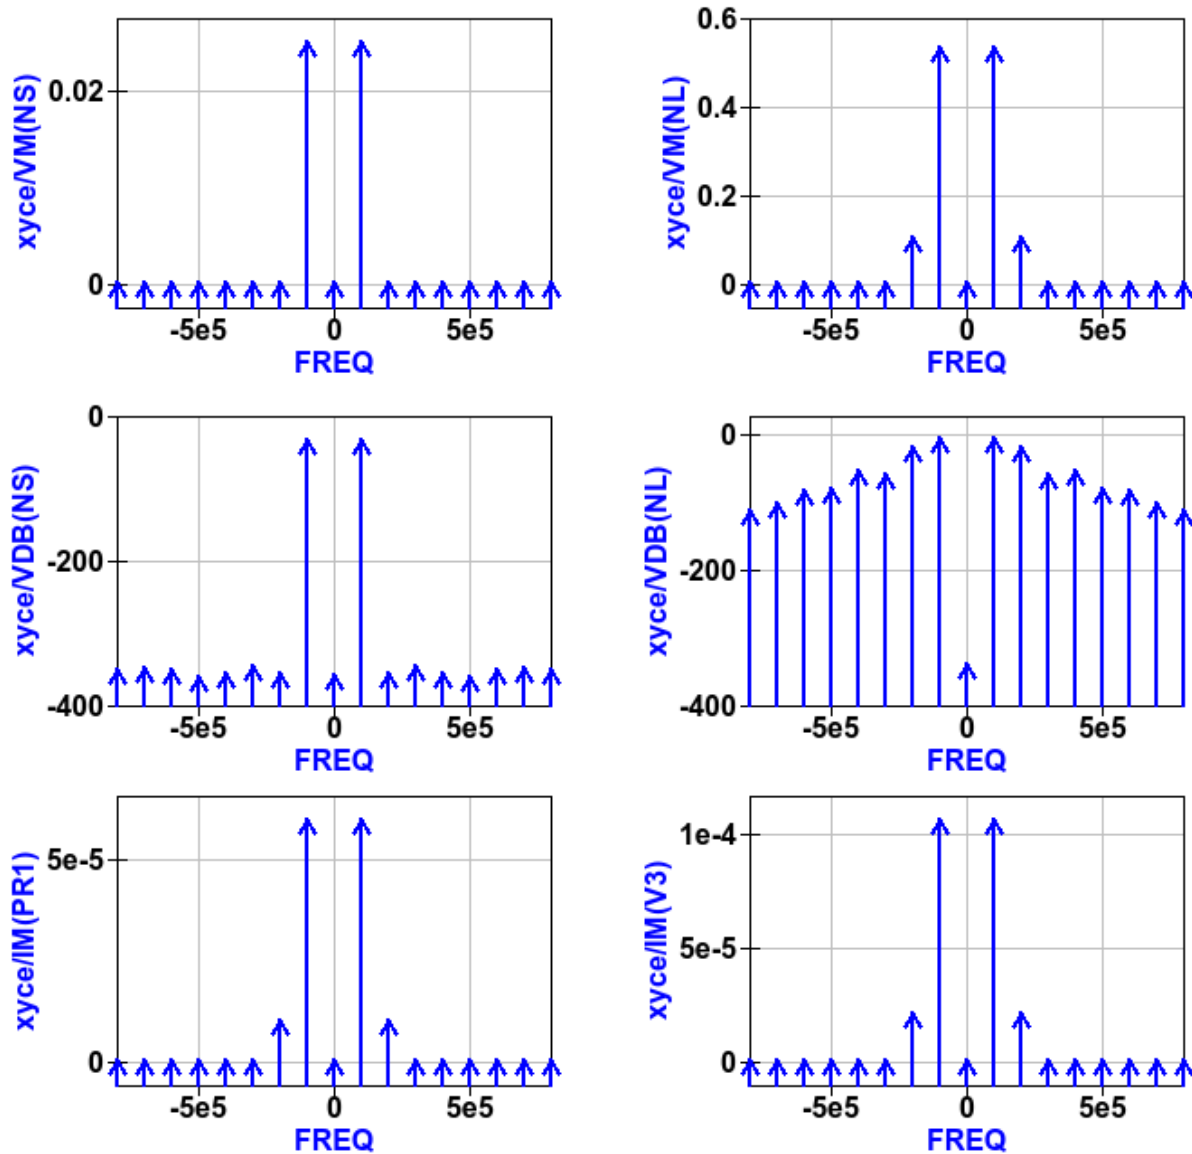 xyce/VM(NS)
0.02
0
-5e5 0 5e5
FREQ
xyce/VM(NL)
0.6
0.4
0.2
0
-5e5 0 5e5
FREQ
xyce/VDB(NS)
0
-200
-400
-5e5 0 5e5
FREQ
xyce/VDB(NL)
0
-200
-400
-5e5 0 5e5
FREQ
xyce/IM(PR1)
5e-5
0
-5e5 0 5e5
FREQ
xyce/IM(V3)
1e-4
5e-5
0
-5e5 0 5e5
FREQ